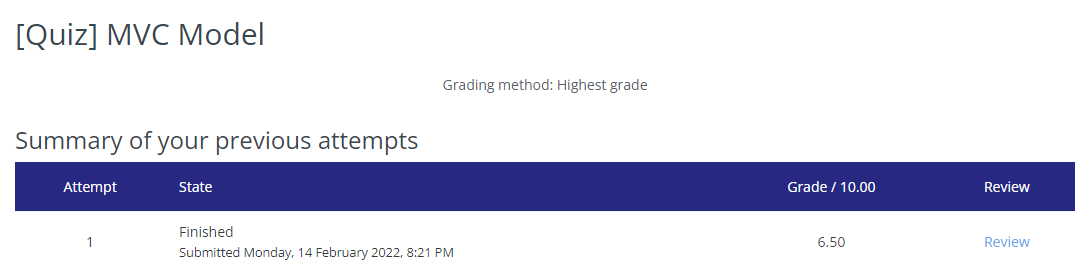 [Quiz] MVC Model
Grading method: Highest grade
Summary of your previous attempts
Attempt State Grade / 10.00 Review
1 Finished 6.50 Review
Submitted Monday, 14 February 2022, 8:21 PM